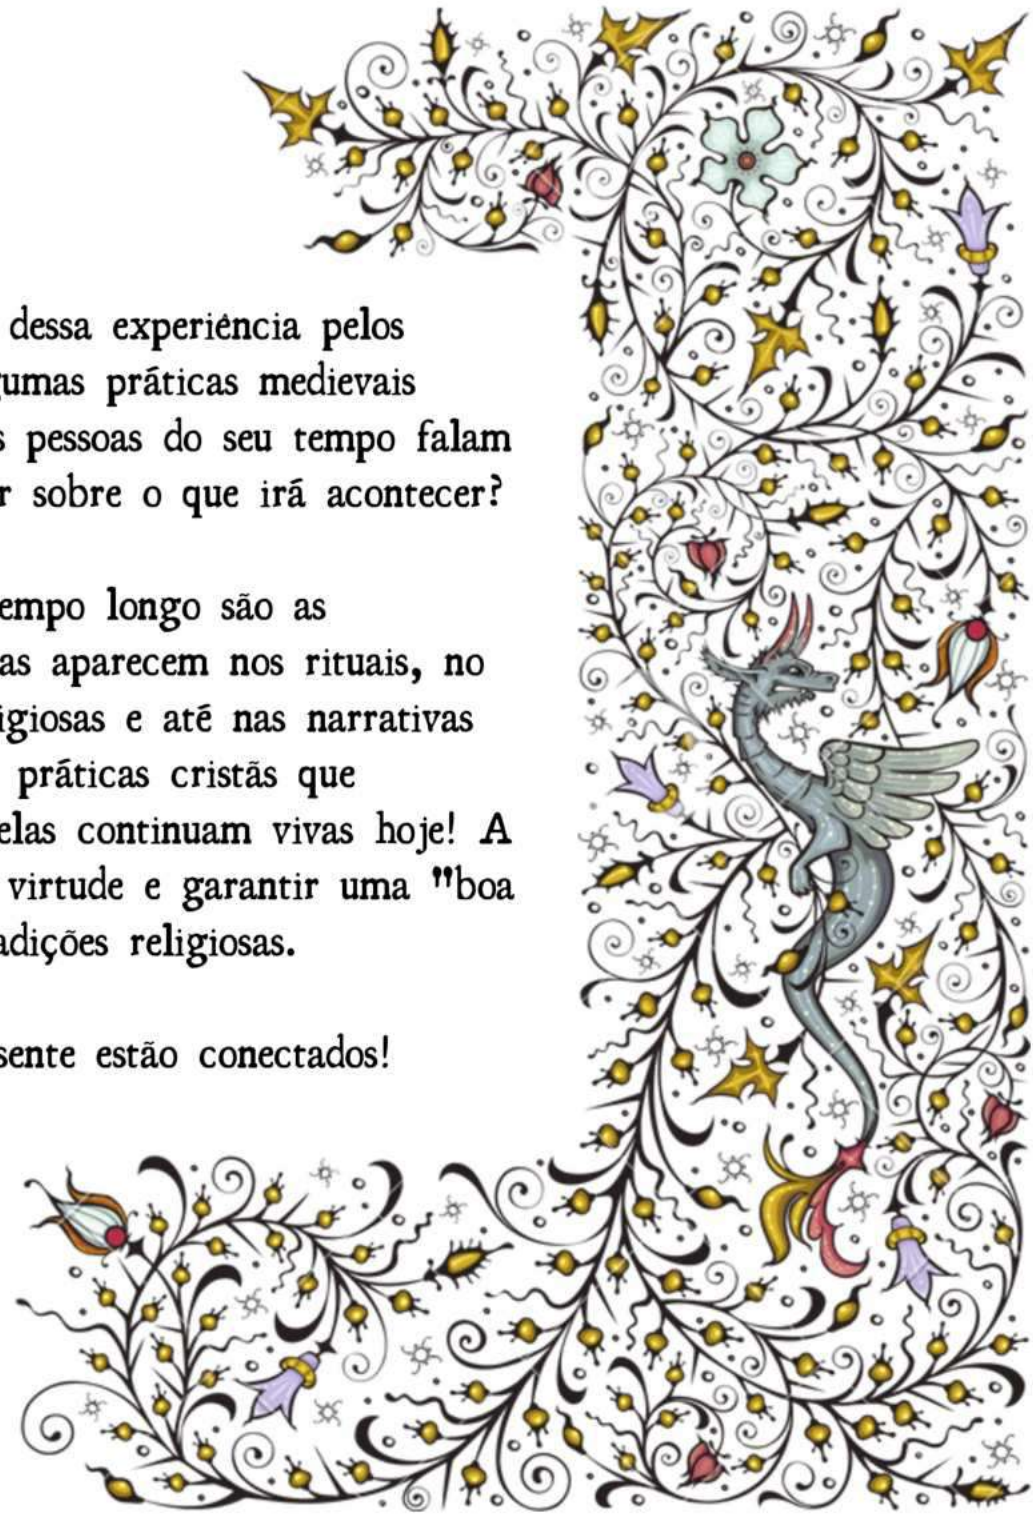 dessa experiência pelos
gumas práticas medievais
s pessoas do seu tempo falam
r sobre o que irá acontecer?
empo longo são as
as aparecem nos rituais, no
igiosas e até nas narrativas
práticas cristãs que
elas continuam vivas hoje! A
virtude e garantir uma "boa
adições religiosas.
sente estão conectados!